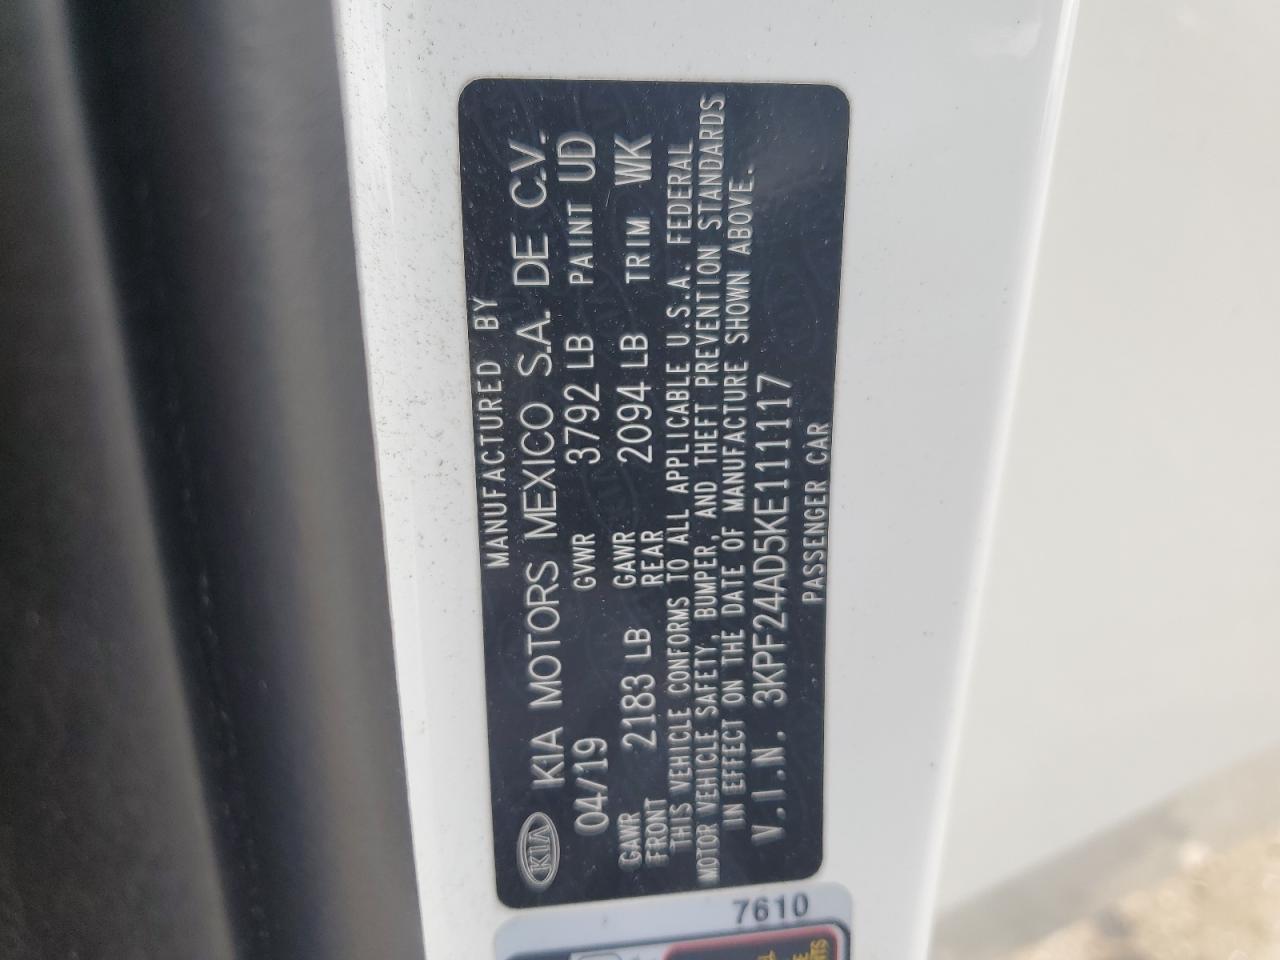 MANUFACTURED BY
KIA KIA MOTORS MEXICO S.A. DE C.V.
04/19 GVWR 3792 LB PAINT UD
GAWR FRONT 2183 LB GAWR REAR 2094 LB TRIM WK
THIS VEHICLE CONFORMS TO ALL APPLICABLE U.S.A. FEDERAL
MOTOR VEHICLE SAFETY, BUMPER, AND THEFT PREVENTION STANDARDS
IN EFFECT ON THE DATE OF MANUFACTURE SHOWN ABOVE.
V.I.N. 3KPF24AD5KE111117
PASSENGER CAR
7610